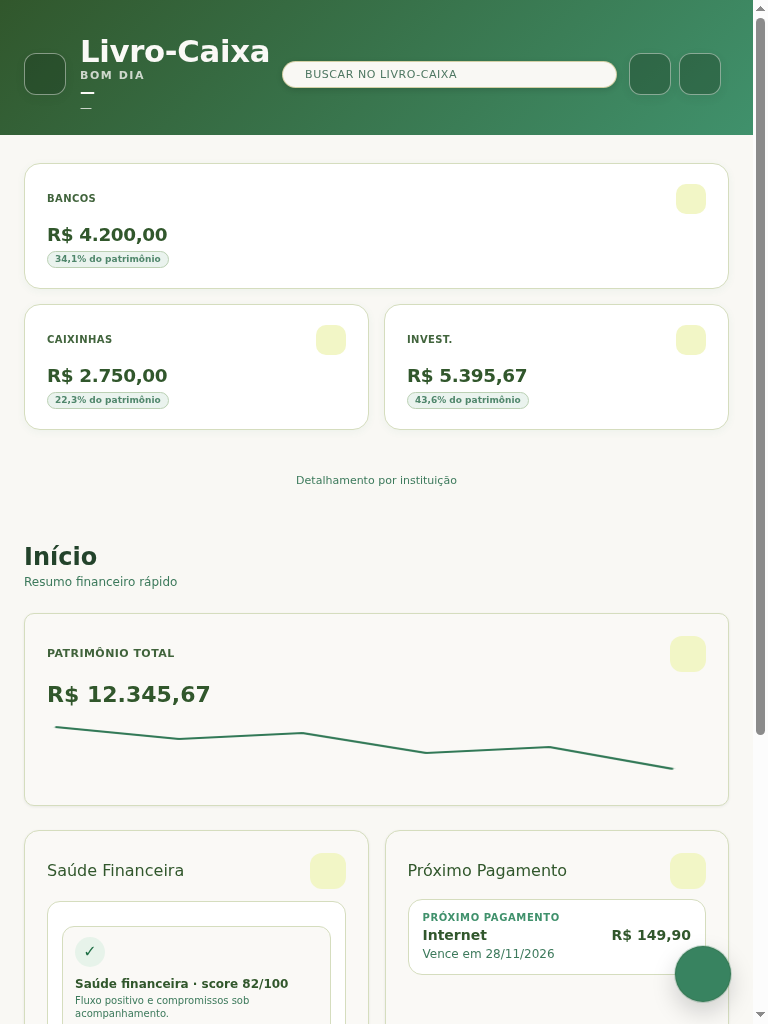 Livro-Caixa
BOM DIA
—
—
BUSCAR NO LIVRO-CAIXA
BANCOS
R$ 4.200,00
34,1% do patrimônio
CAIXINHAS
R$ 2.750,00
22,3% do patrimônio
INVEST.
R$ 5.395,67
43,6% do patrimônio
Detalhamento por instituição
Início
Resumo financeiro rápido
PATRIMÔNIO TOTAL
R$ 12.345,67
Saúde Financeira
✓
Saúde financeira · score 82/100
Fluxo positivo e compromissos sob
acompanhamento.
Próximo Pagamento
PRÓXIMO PAGAMENTO
Internet R$ 149,90
Vence em 28/11/2026